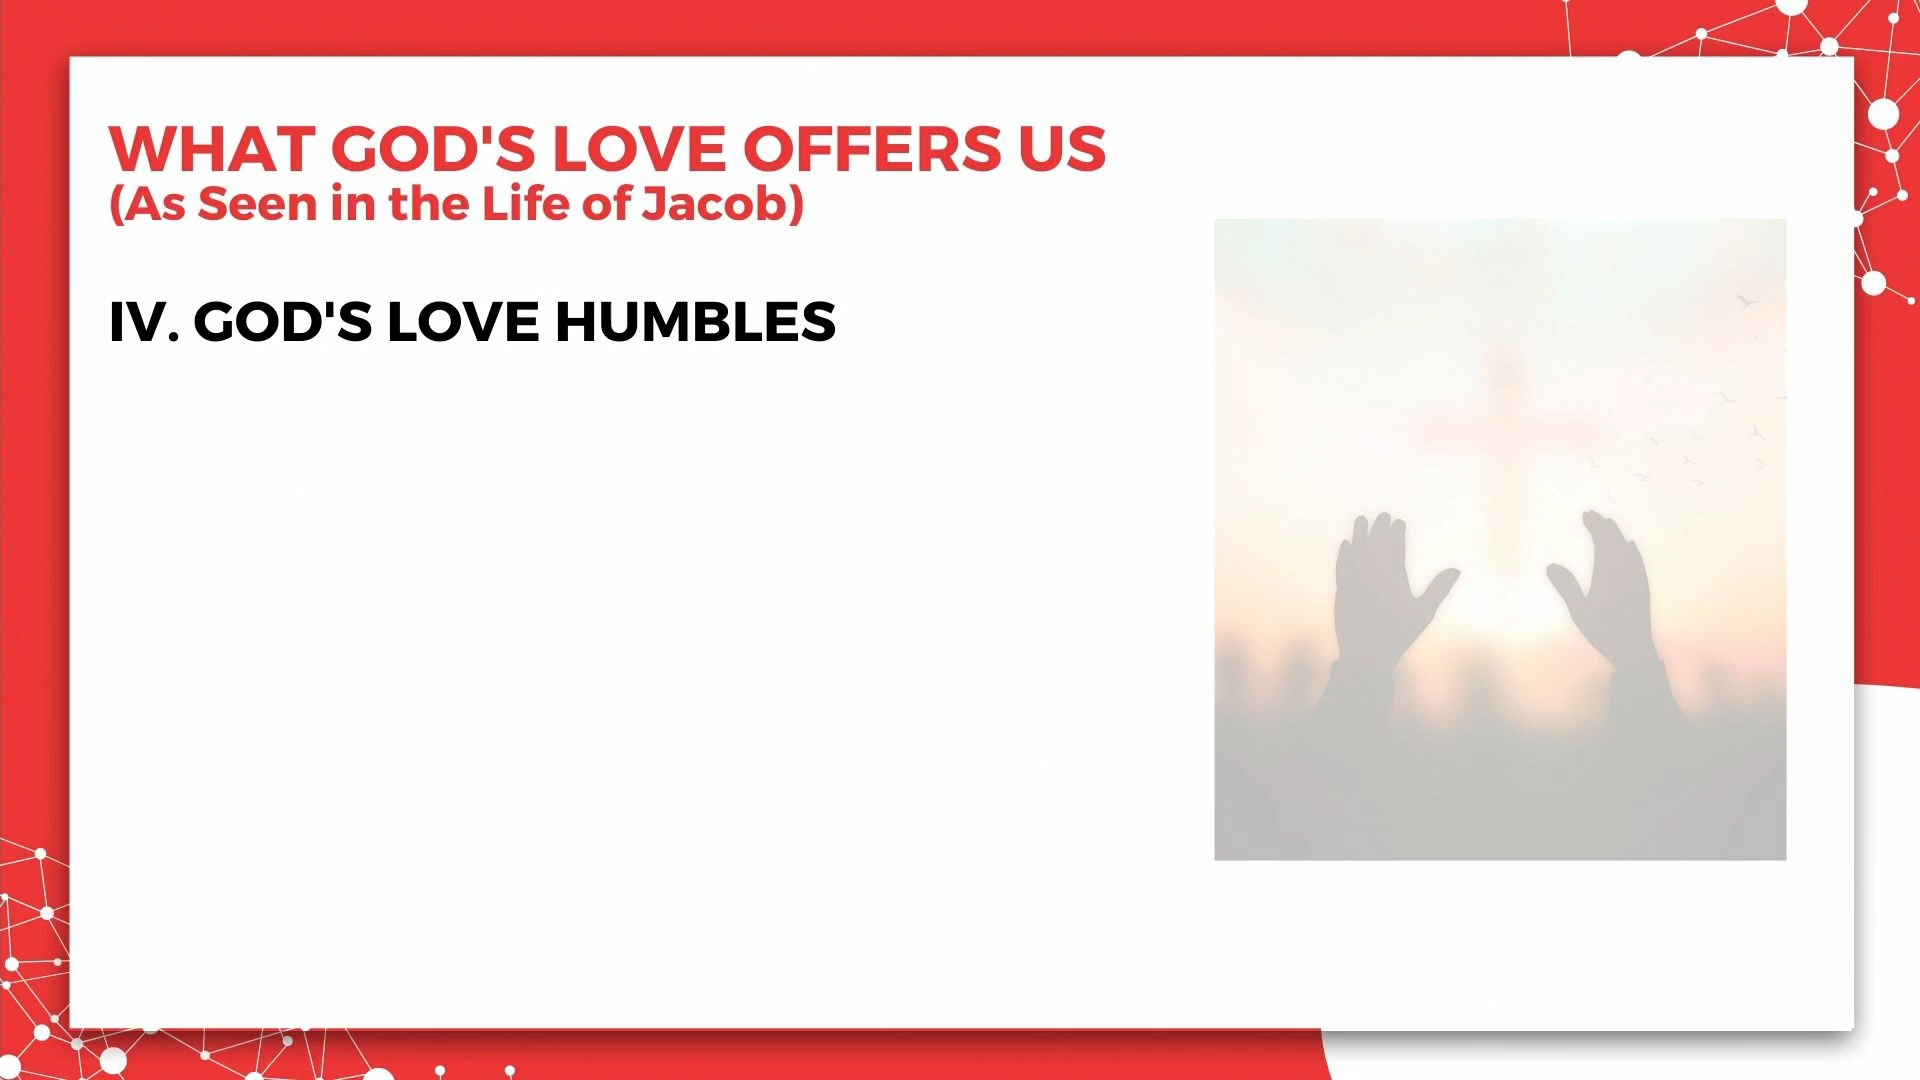 WHAT GOD'S LOVE OFFERS US
(As Seen in the Life of Jacob)
IV. GOD'S LOVE HUMBLES